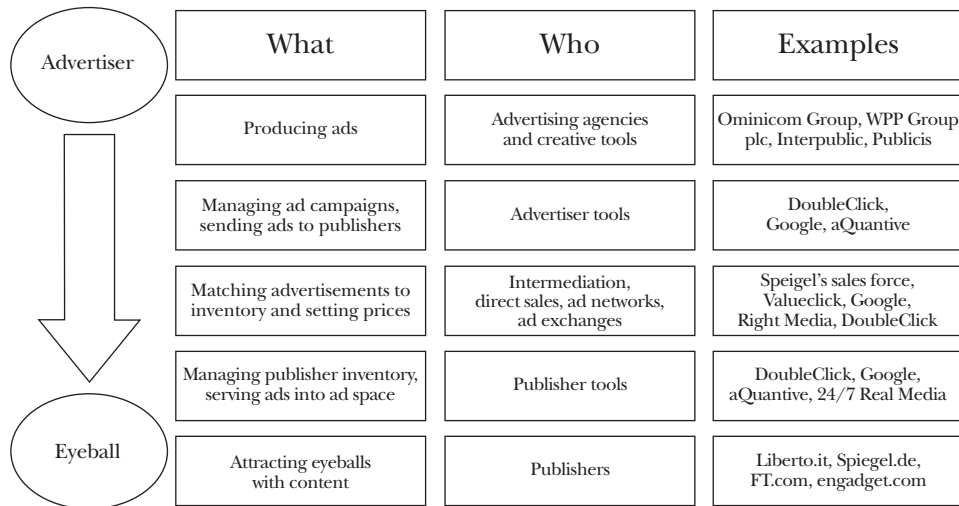 Advertiser
What
Who
Examples
Producing ads
Advertising agencies
and creative tools
Ominicom Group, WPP Group
plc, Interpublic, Publicis
Managing ad campaigns,
sending ads to publishers
Advertiser tools
DoubleClick,
Google, aQuantive
Matching advertisements to
inventory and setting prices
Intermediation,
direct sales, ad networks,
ad exchanges
Speigel's sales force,
Valueclick, Google,
Right Media, DoubleClick
Managing publisher inventory,
serving ads into ad space
Publisher tools
DoubleClick, Google,
aQuantive, 24/7 Real Media
Eyeball
Attracting eyeballs
with content
Publishers
Liberto.it, Spiegel.de,
FT.com, engadget.com